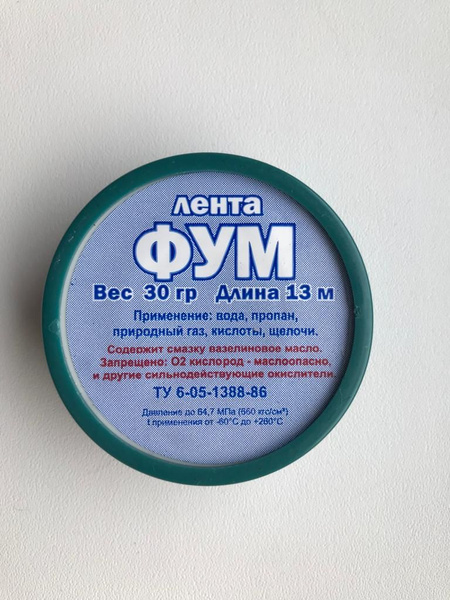 лента
ФУМ
Вес 30 гр Длина 13 м
Применение: вода, пропан,
природный газ, кислоты, щелочи.
Содержит смазку вазелиновое масло.
Запрещено: О2 кислород - маслоопасно,
и другие сильнодействующие окислители.
ТУ 6-05-1388-86
Давление до 64,7 МПа (660 кгс/см²)
t применения от -60°С до +280°С